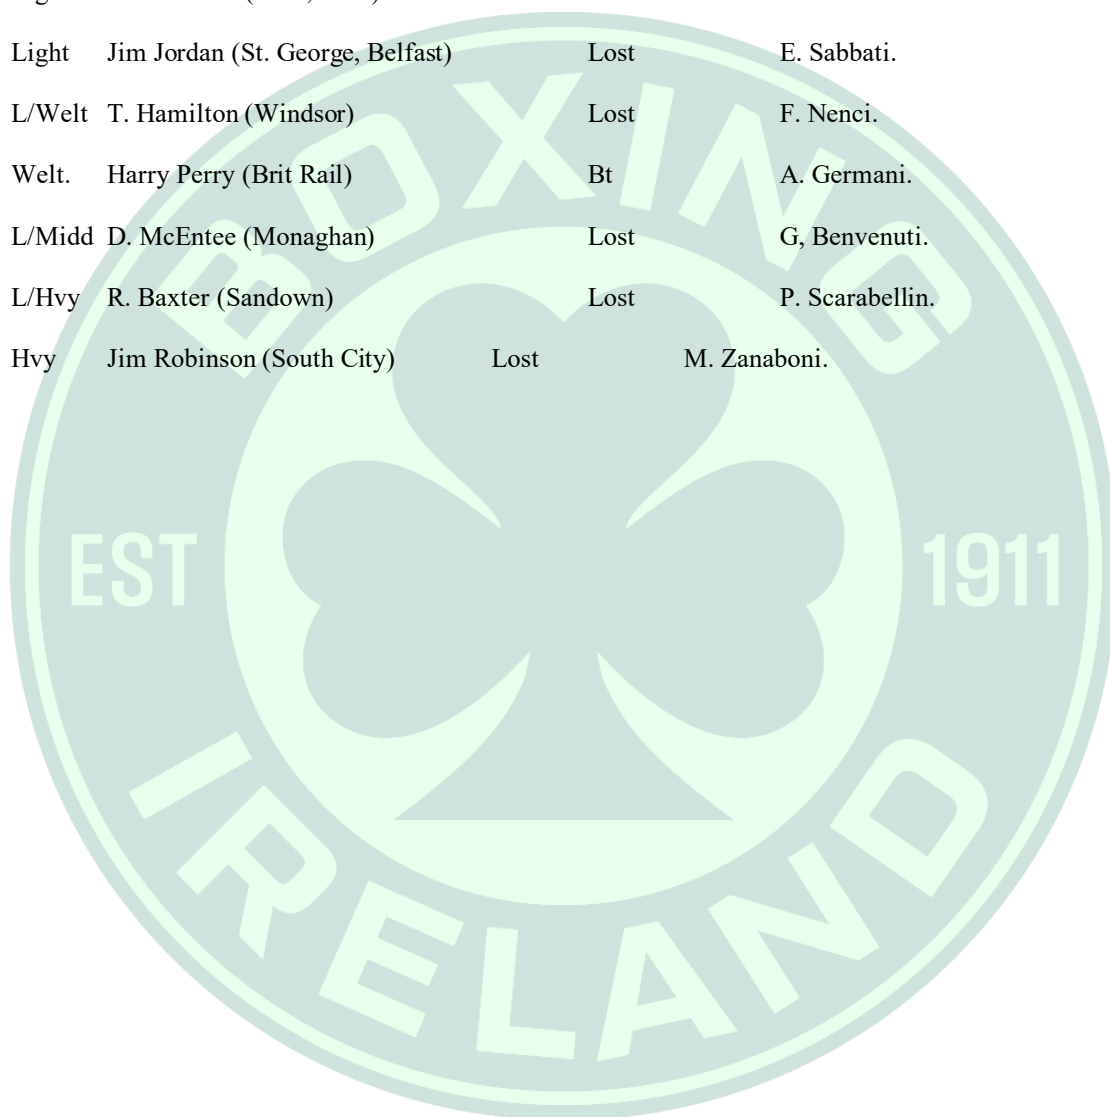 Light Jim Jordan (St. George, Belfast) Lost E. Sabbati.
L/Welt T. Hamilton (Windsor) Lost F. Nenci.
Welt. Harry Perry (Brit Rail) Bt A. Germani.
L/Midd D. McEntee (Monaghan) Lost G, Benvenuti.
L/Hvy R. Baxter (Sandown) Lost P. Scarabellin.
Hvy Jim Robinson (South City) Lost M. Zanaboni.
BOXING
EST 1911
IRELAND